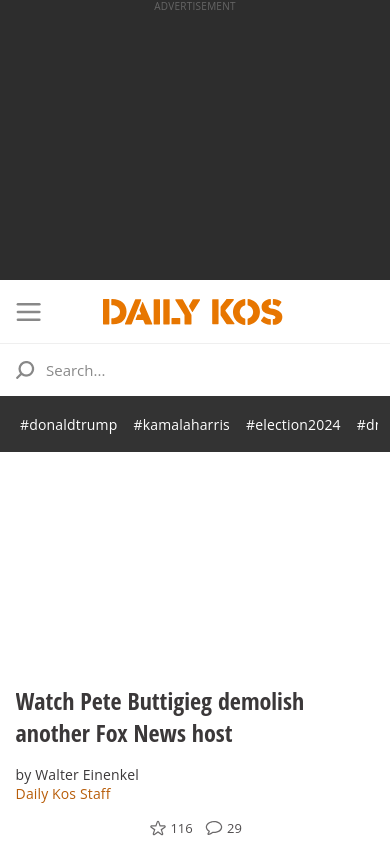 ADVERTISEMENT
DAILY KOS
Search...
#donaldtrump #kamalaharris #election2024
Watch Pete Buttigieg demolish
another Fox News host
by Walter Einenkel
Daily Kos Staff
116 29